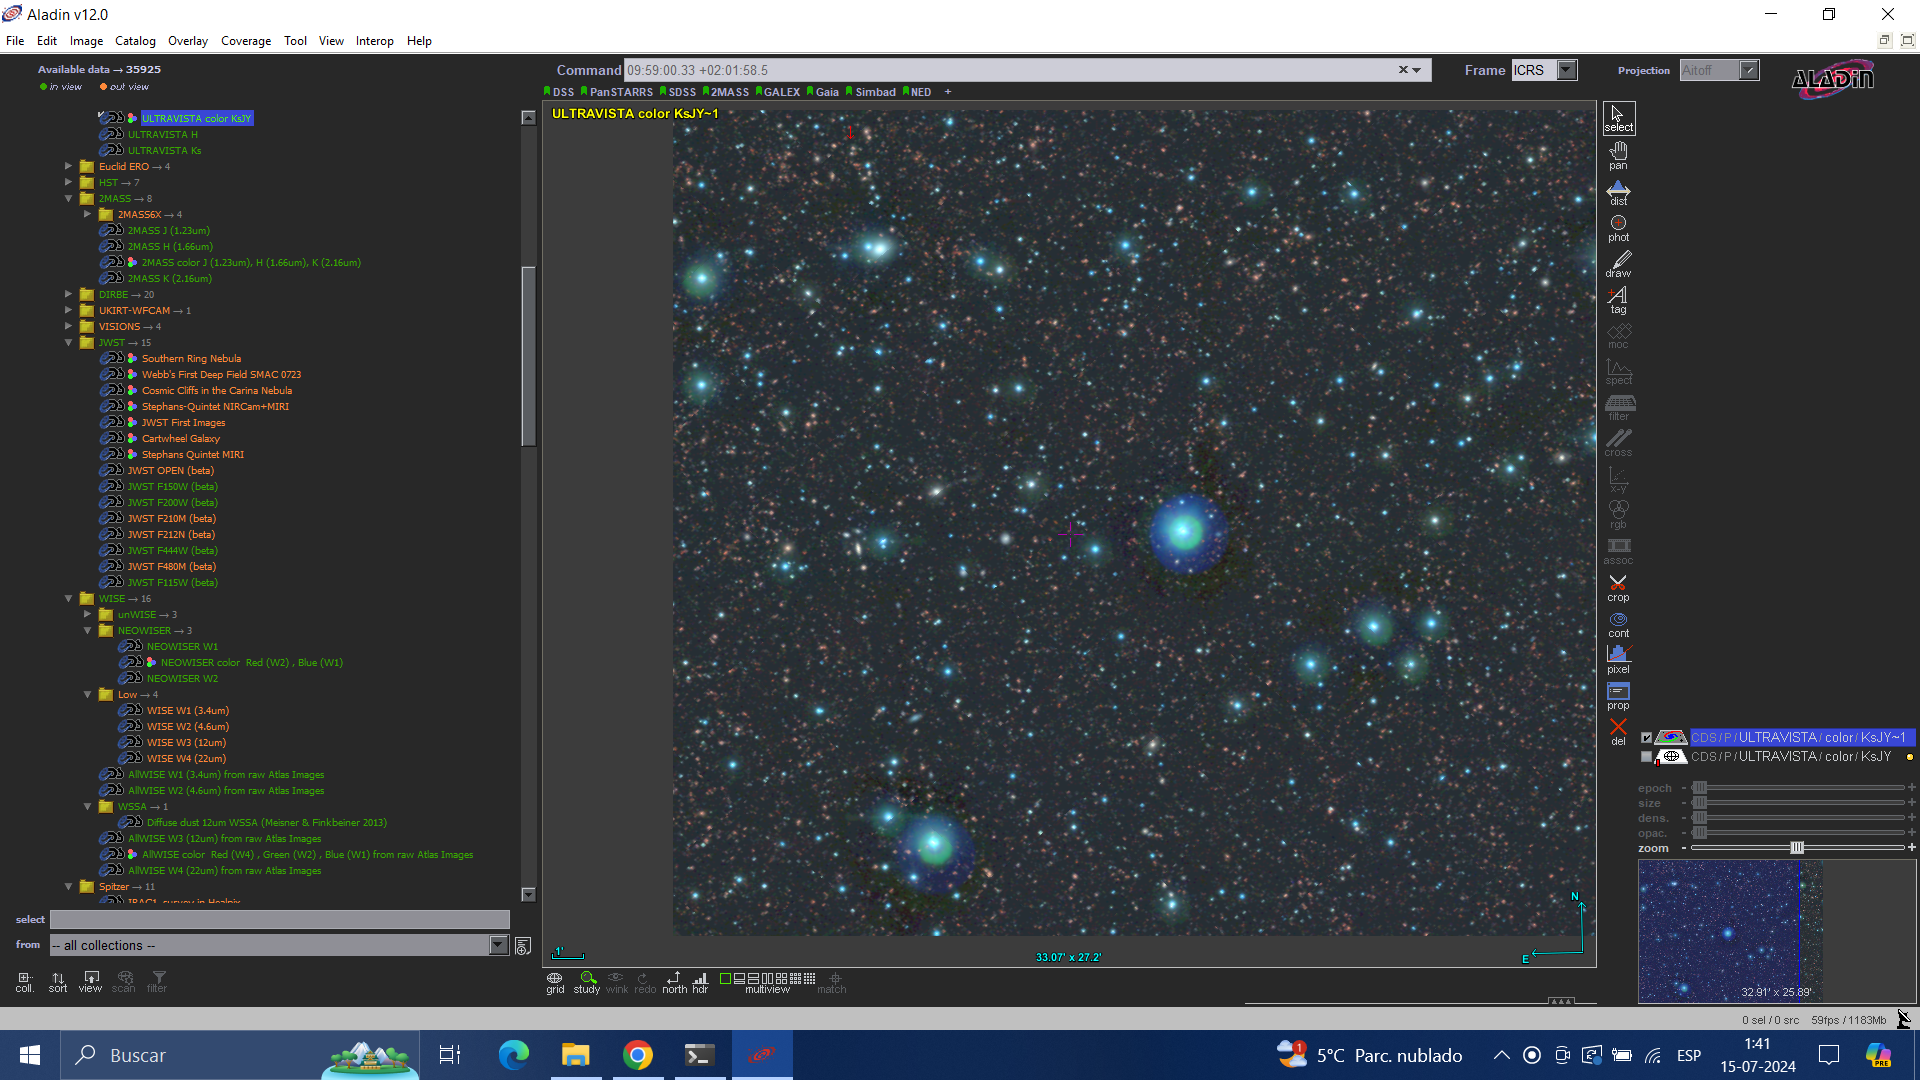 Aladin v12.0
File Edit Image Catalog Overlay Coverage Tool View Interop Help
Available data → 35925
in view out view
Command 09:59:00.33 +02:01:58.5
Frame ICRS
Projection Aitoff
ALADIN
DSS PanSTARRS SDSS 2MASS GALEX Gaia Simbad NED +
ULTRAVISTA color KsJY
ULTRAVISTA H
ULTRAVISTA Ks
Euclid ERO → 4
HST → 7
2MASS → 8
2MASS6X → 4
2MASS J (1.23um)
2MASS H (1.66um)
2MASS color J (1.23um), H (1.66um), K (2.16um)
2MASS K (2.16um)
DIRBE → 20
UKIRT-WFCAM → 1
VISIONS → 4
JWST → 15
Southern Ring Nebula
Webb's First Deep Field SMAC 0723
Cosmic Cliffs in the Carina Nebula
Stephans-Quintet NIRCam+MIRI
JWST First Images
Cartwheel Galaxy
Stephans Quintet MIRI
JWST OPEN (beta)
JWST F150W (beta)
JWST F200W (beta)
JWST F210M (beta)
JWST F212N (beta)
JWST F444W (beta)
JWST F480M (beta)
JWST F115W (beta)
WISE → 16
unWISE → 3
NEOWISER → 3
NEOWISER W1
NEOWISER color Red (W2) , Blue (W1)
NEOWISER W2
Low → 4
WISE W1 (3.4um)
WISE W2 (4.6um)
WISE W3 (12um)
WISE W4 (22um)
AllWISE W1 (3.4um) from raw Atlas Images
AllWISE W2 (4.6um) from raw Atlas Images
WSSA → 1
Diffuse dust 12um WSSA (Meisner & Finkbeiner 2013)
AllWISE W3 (12um) from raw Atlas Images
AllWISE color Red (W4) , Green (W2) , Blue (W1) from raw Atlas Images
AllWISE W4 (22um) from raw Atlas Images
Spitzer → 11
IRAC1 survey in Healpix
select
from -- all collections --
coll. sort view scan filter
ULTRAVISTA color KsJY~1
1
1'
33.07' x 27.2'
N
E
grid study wink redo north hdr multiview match
select
pan
dist
phot
draw
tag
moc
spect
filter
cross
x-y
rgb
assoc
crop
cont
pixel
prop
del
CDS/P/ULTRAVISTA/color/KsJY~1
CDS/P/ULTRAVISTA/color/KsJY
epoch - +
size - +
dens. - +
opac. - +
zoom - +
32.91' x 25.89'
0 sel / 0 src 59fps / 1183Mb
Buscar
1
5°C Parc. nublado
ESP
1:41
15-07-2024
PRE